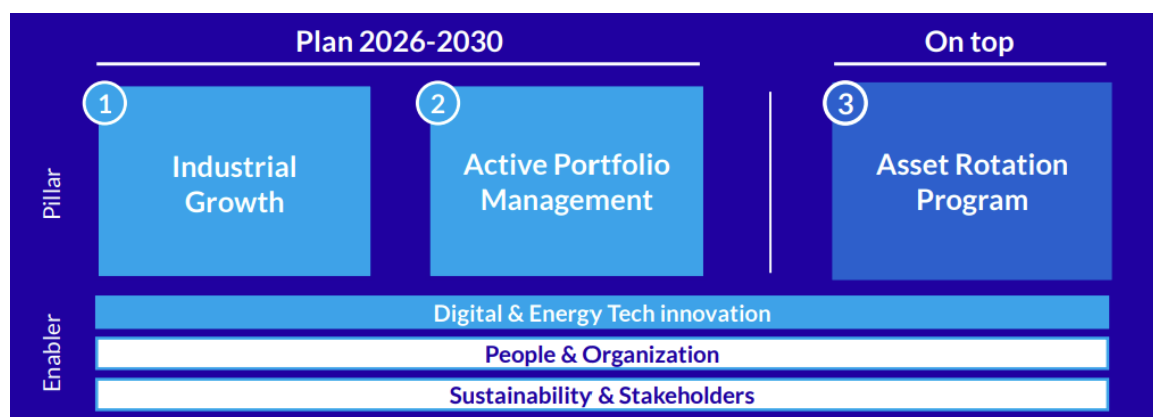 Plan 2026-2030
On top
1
2
3
Pillar
Industrial
Growth
Active Portfolio
Management
Asset Rotation
Program
Enabler
Digital & Energy Tech innovation
People & Organization
Sustainability & Stakeholders